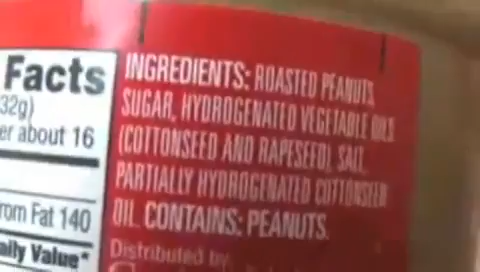 Facts
32g)
er about 16
rom Fat 140
aily Value*
INGREDIENTS: ROASTED PEANUTS,
SUGAR, HYDROGENATED VEGETABLE OILS
(COTTONSEED AND RAPESEED), SALT,
PARTIALLY HYDROGENATED COTTONSEED
OIL. CONTAINS: PEANUTS.
Distributed by